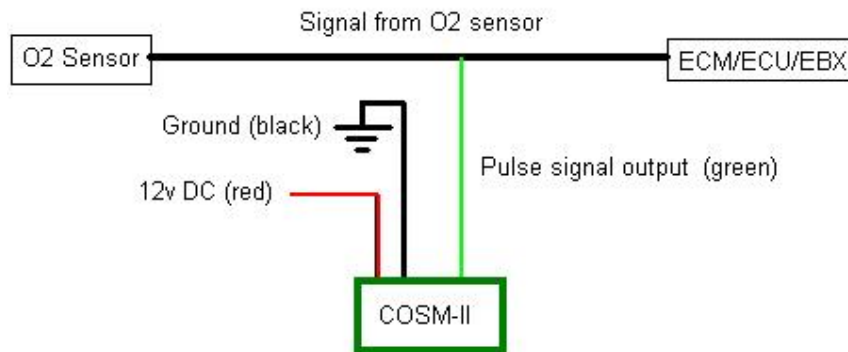 Signal from O2 sensor
O2 Sensor
ECM/ECU/EBX
Ground (black)
Pulse signal output (green)
12v DC (red)
COSM-II